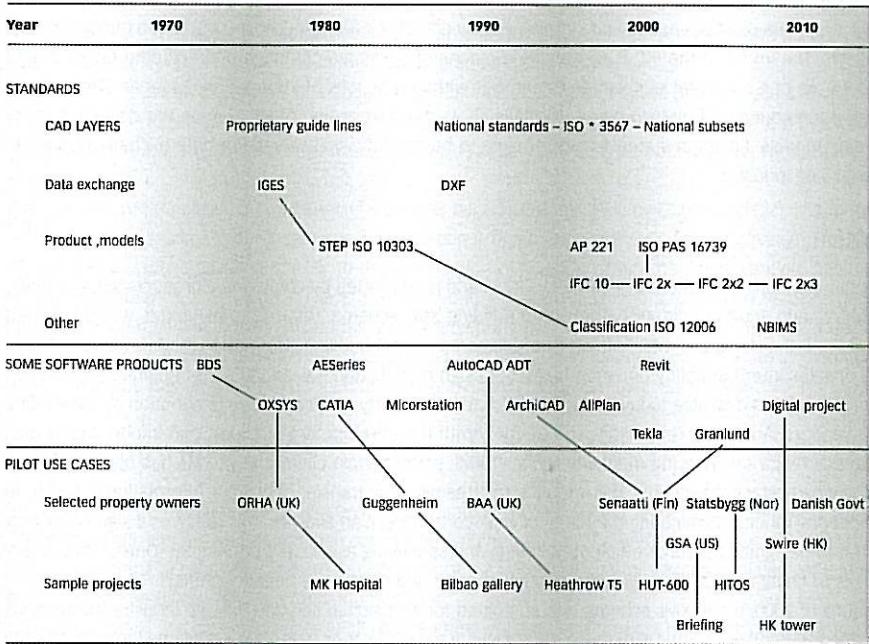 Year 1970 1980 1990 2000 2010
STANDARDS
CAD LAYERS Proprietary guide lines National standards – ISO * 3567 – National subsets
Data exchange IGES DXF
Product ,models STEP ISO 10303 AP 221 ISO PAS 16739
IFC 10 IFC 2x IFC 2x2 IFC 2x3
Other Classification ISO 12006 NBIMS
SOME SOFTWARE PRODUCTS BDS AESeries AutoCAD ADT Revit
OXSYS CATIA Micorstation ArchiCAD AllPlan Digital project
Tekla Granlund
PILOT USE CASES
Selected property owners ORHA (UK) Guggenheim BAA (UK) Senaatti (Fin) Statsbygg (Nor) Danish Govt
GSA (US) Swire (HK)
Sample projects MK Hospital Bilbao gallery Heathrow T5 HUT-600 HITOS
Briefing HK tower